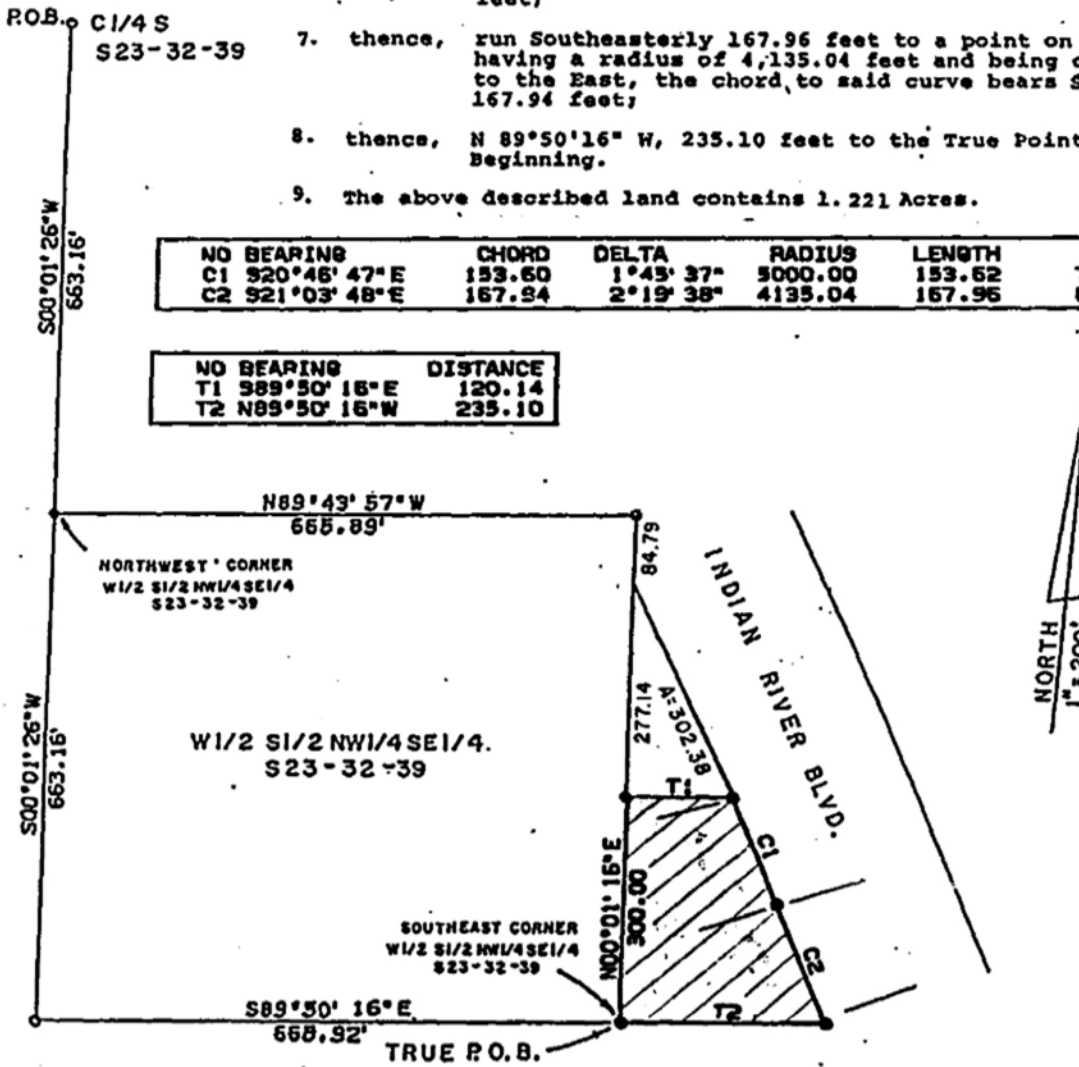 feet;
7. thence, run Southeasterly 167.96 feet to a point on
having a radius of 4,135.04 feet and being
to the East, the chord to said curve bears
167.94 feet;
8. thence, N 89°50'16" W, 235.10 feet to the True Point
Beginning.
9. The above described land contains 1.221 Acres.
P.O.B. C1/4 S
S23-32-39
S00°01'26"W
663.16'
NO BEARING CHORD DELTA RADIUS LENGTH
C1 S20°46'47"E 153.60 1°45'37" 5000.00 153.62
C2 S21°03'48"E 167.94 2°19'38" 4135.04 167.96
NO BEARING DISTANCE
T1 S89°50'16"E 120.14
T2 N89°50'16"W 235.10
N89°43'57"W
NORTHWEST CORNER
W1/2 S1/2 NW1/4 SE1/4
S23-32-39
84.79
INDIAN RIVER BLVD.
NORTH
1"=200'
S00°01'26"W
663.16'
W1/2 S1/2 NW1/4 SE1/4.
S23-32-39
277.14
A=302.38
T1
C1
N00°01'16"E
300.00
SOUTHEAST CORNER
W1/2 S1/2 NW1/4 SE1/4
S23-32-39
C2
S89°50'16"E
T2
TRUE P.O.B.